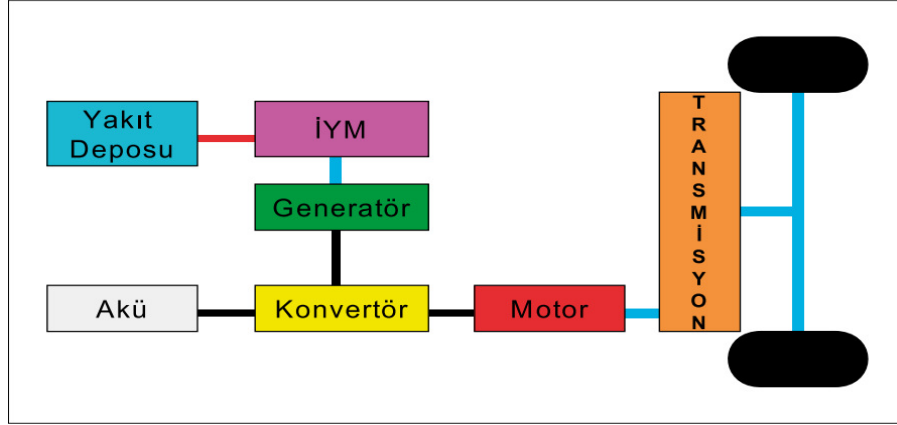 Yakıt
Deposu
İYM
Generatör
Akü
Konvertör
Motor
TRANSMİSYON